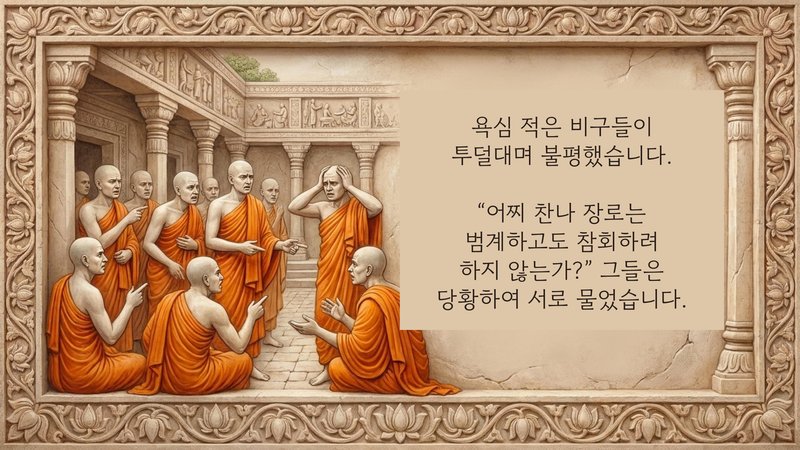 욕심 적은 비구들이
투덜대며 불평했습니다.
“어찌 찬나 장로는
범계하고도 참회하려
하지 않는가?” 그들은
당황하여 서로 물었습니다.